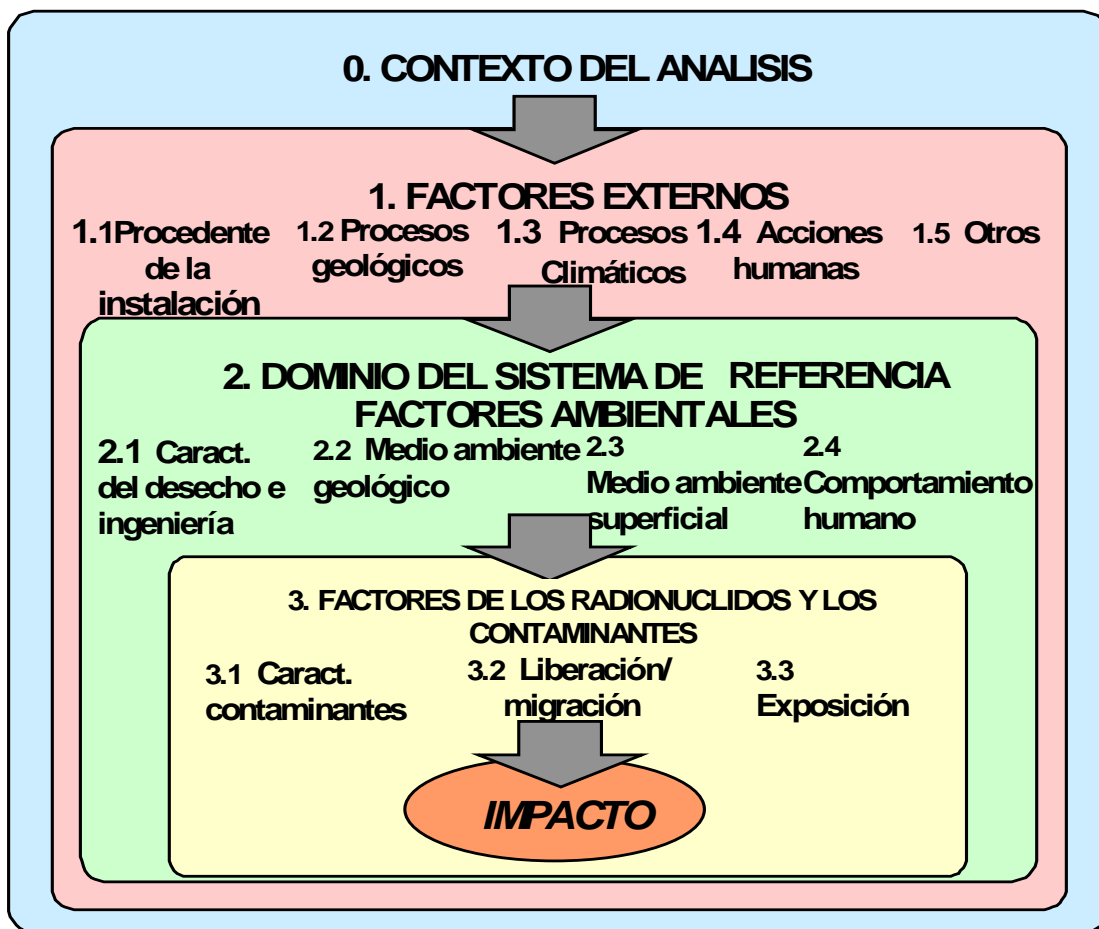 0. CONTEXTO DEL ANALISIS
1. FACTORES EXTERNOS
1.1Procedente
de la
instalación
1.2 Procesos
geológicos
1.3 Procesos
Climáticos
1.4 Acciones
humanas
1.5 Otros
2. DOMINIO DEL SISTEMA DE REFERENCIA
FACTORES AMBIENTALES
2.1 Caract.
del desecho e
ingeniería
2.2 Medio ambiente
geológico
2.3
Medio ambiente
superficial
2.4
Comportamiento
humano
3. FACTORES DE LOS RADIONUCLIDOS Y LOS
CONTAMINANTES
3.1 Caract.
contaminantes
3.2 Liberación/
migración
3.3
Exposición
IMPACTO